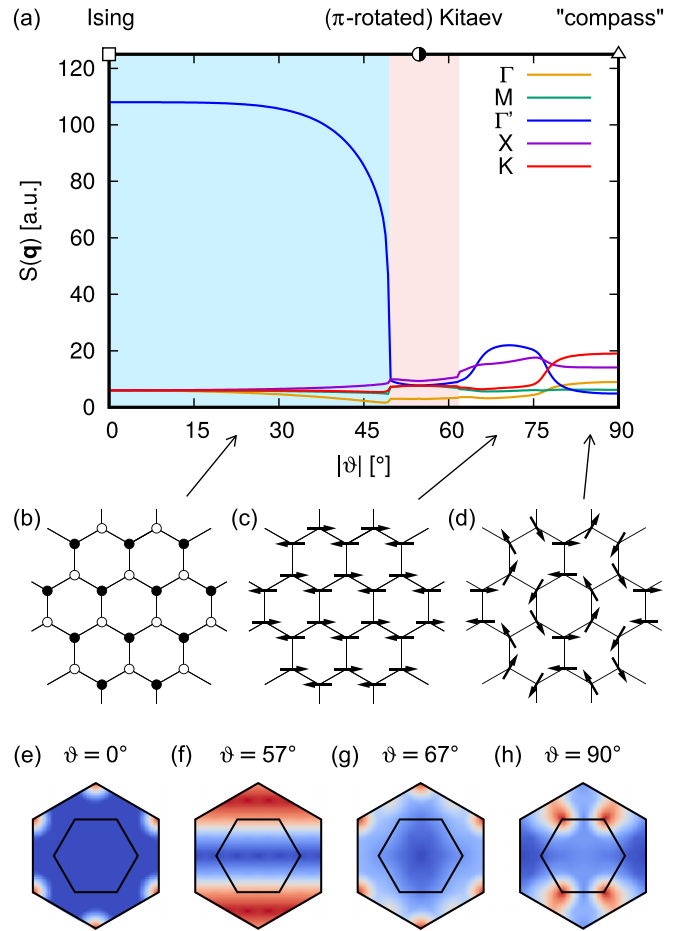 (a) Ising (π-rotated) Kitaev "compass"
120
100
80
60
40
20
0
S(q) [a.u.]
Γ
M
Γ'
X
K
0 15 30 45 60 75 90
|ϑ| [°]
(b) (c) (d)
(e) ϑ = 0° (f) ϑ = 57° (g) ϑ = 67° (h) ϑ = 90°